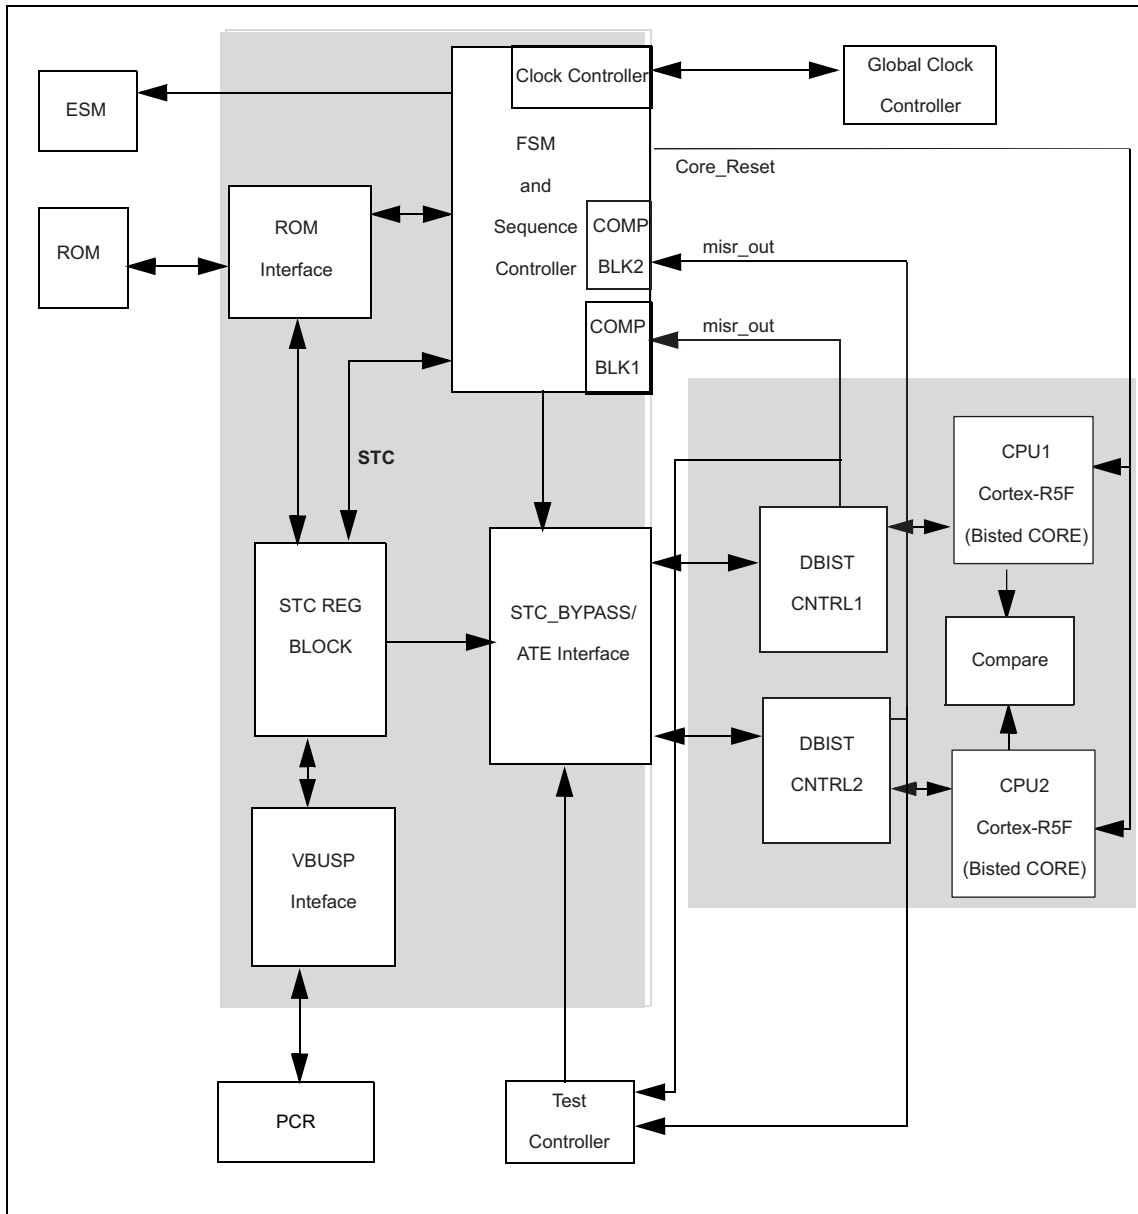 Clock Controller
Global Clock
Controller
ESM
FSM
and
Sequence
Controller
Core_Reset
ROM
Interface
ROM
COMP
BLK2
misr_out
COMP
BLK1
misr_out
STC
CPU1
Cortex-R5F
(Bisted CORE)
STC REG
BLOCK
STC_BYPASS/
ATE Interface
DBIST
CNTRL1
Compare
DBIST
CNTRL2
CPU2
Cortex-R5F
(Bisted CORE)
VBUSP
Inteface
PCR
Test
Controller